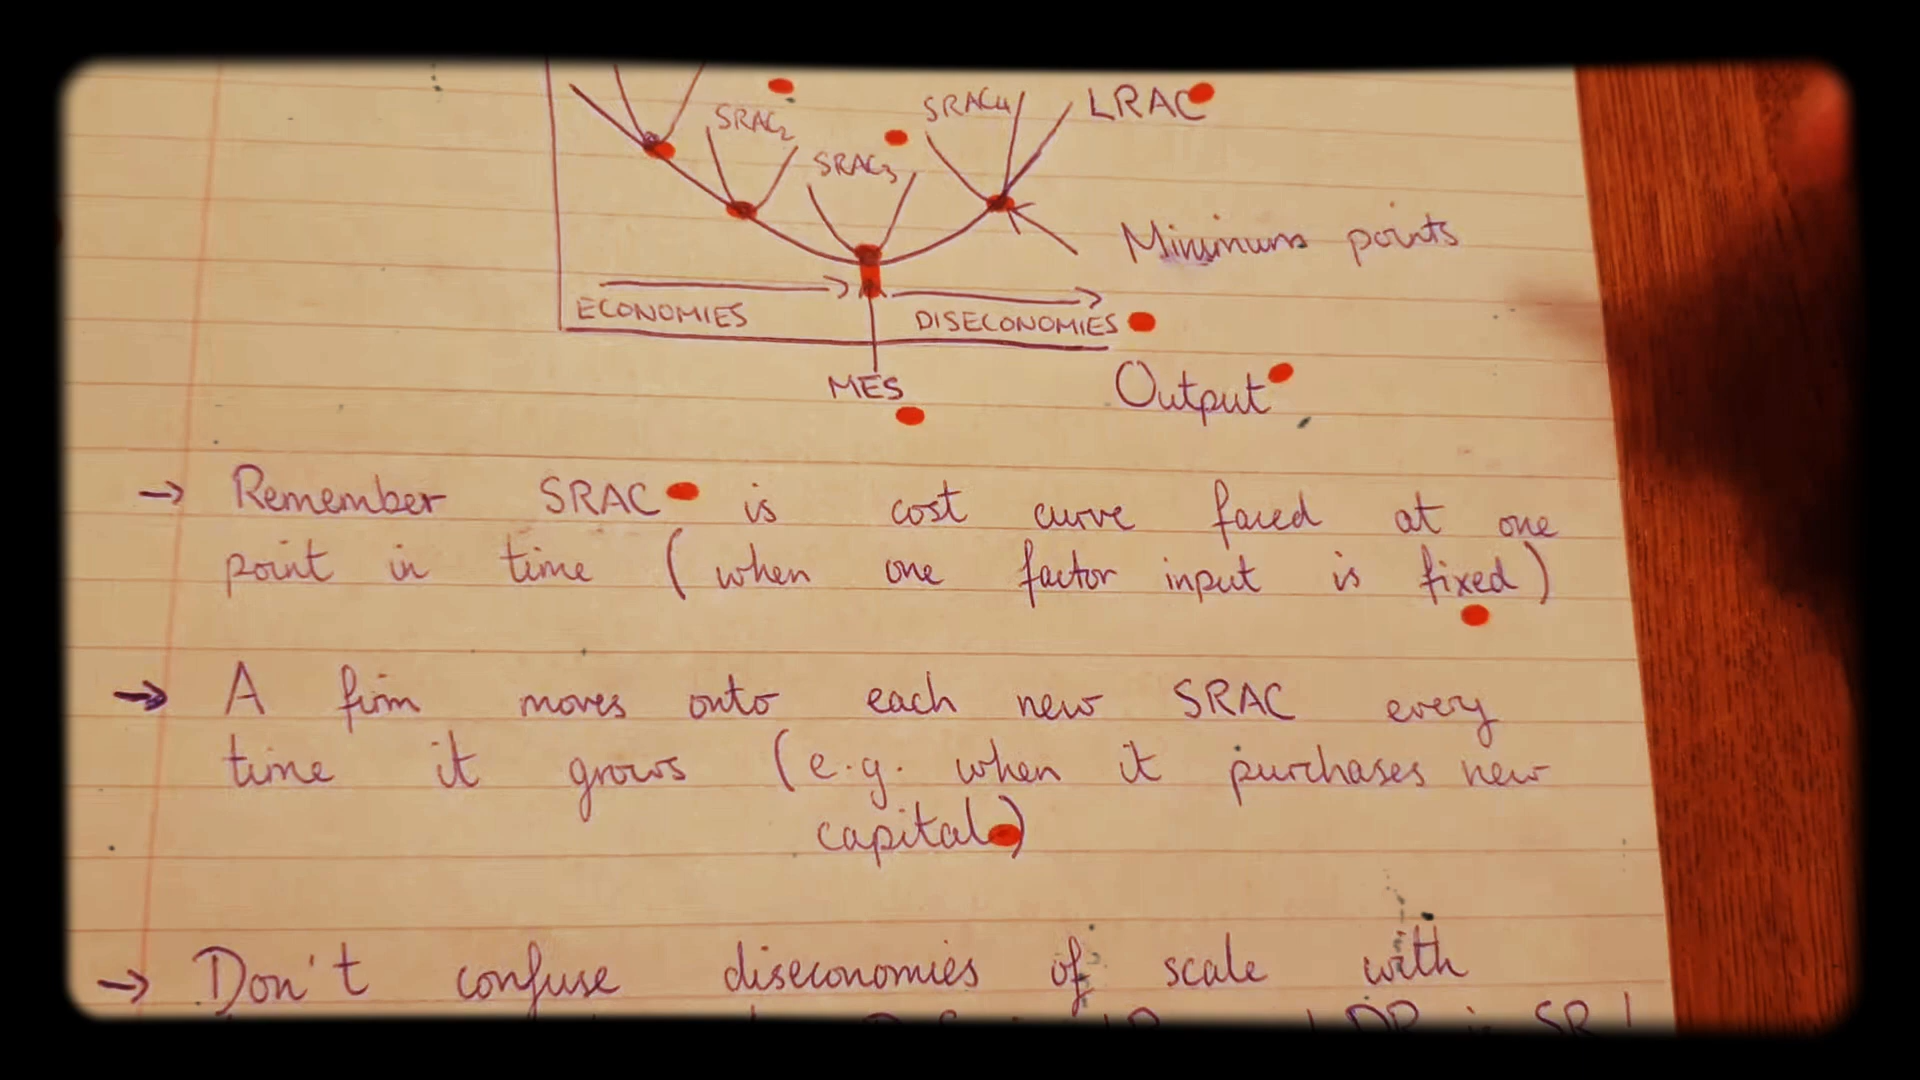 SRAC4 LRAC
SRAC2
SRAC3
Minimum points
ECONOMIES DISECONOMIES
MES Output
→ Remember SRAC is cost curve faced at one
point in time (when one factor input is fixed)
→ A firm moves onto each new SRAC every
time it grows (e.g. when it purchases new
capital)
→ Don't confuse diseconomies of scale with